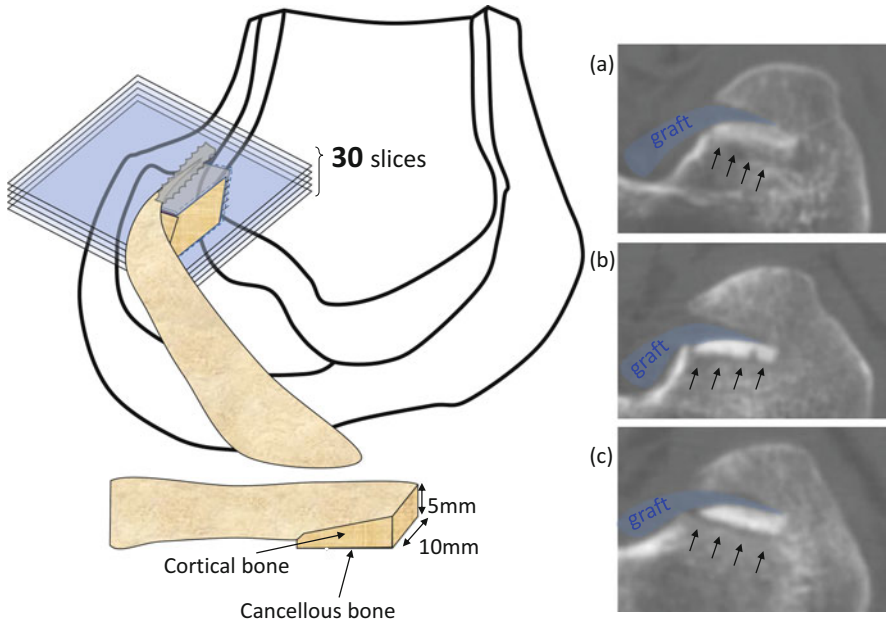 30 slices
5mm
10mm
Cortical bone
Cancellous bone
(a)
graft
(b)
graft
(c)
graft